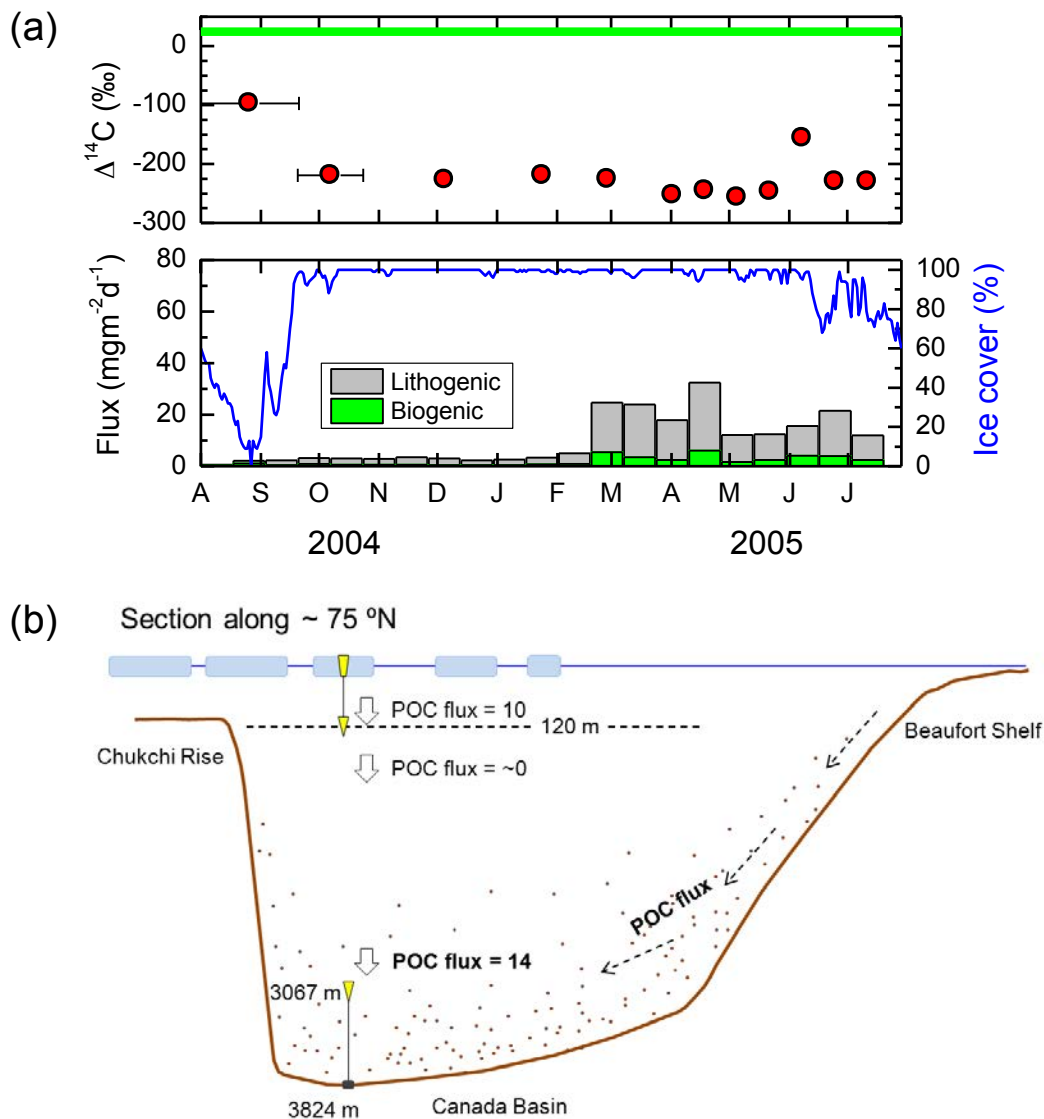 (a)
0
-100
-200
-300
Δ¹⁴C (‰)
80
60
40
20
0
Flux (mgm⁻²d⁻¹)
100
80
60
40
20
0
Ice cover (%)
Lithogenic
Biogenic
A S O N D J F M A M J J
2004 2005
(b)
Section along ~ 75 ºN
POC flux = 10
120 m
Chukchi Rise
Beaufort Shelf
POC flux = ~0
POC flux
POC flux = 14
3067 m
3824 m
Canada Basin